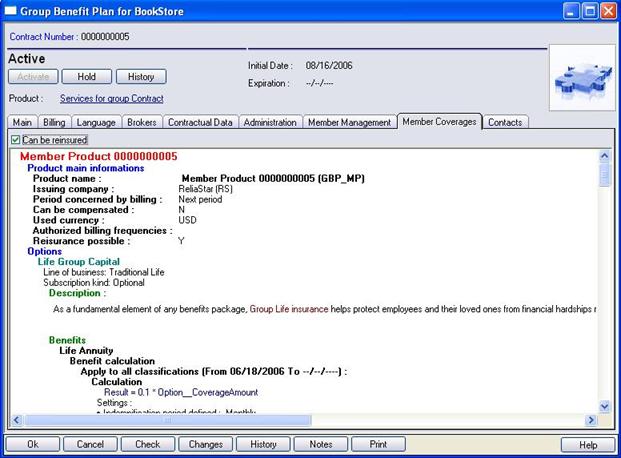 Group Benefit Plan for BookStore
Contract Number : 0000000005
Active
Activate Hold History
Initial Date : 08/16/2006
Expiration : --/--/----
Product : Services for group Contract
Main Billing Language Brokers Contractual Data Administration Member Management Member Coverages Contacts
Can be reinsured
Member Product 0000000005
Product main informations
Product name : Member Product 0000000005 (GBP_MP)
Issuing company : ReliaStar (RS)
Period concerned by billing : Next period
Can be compensated : N
Used currency : USD
Authorized billing frequencies :
Reisurance possible : Y
Options
Life Group Capital
Line of business: Traditional Life
Subscription kind: Optional
Description :
As a fundamental element of any benefits package, Group Life insurance helps protect employees and their loved ones from financial hardships r
Benefits
Life Annuity
Benefit calculation
Apply to all classifications (From 06/18/2006 To --/--/----) :
Calculation
Result = 0.1 * Option__CoverageAmount
Settings :
• Indemnification period defined : Monthly
Ok Cancel Check Changes History Notes Print Help